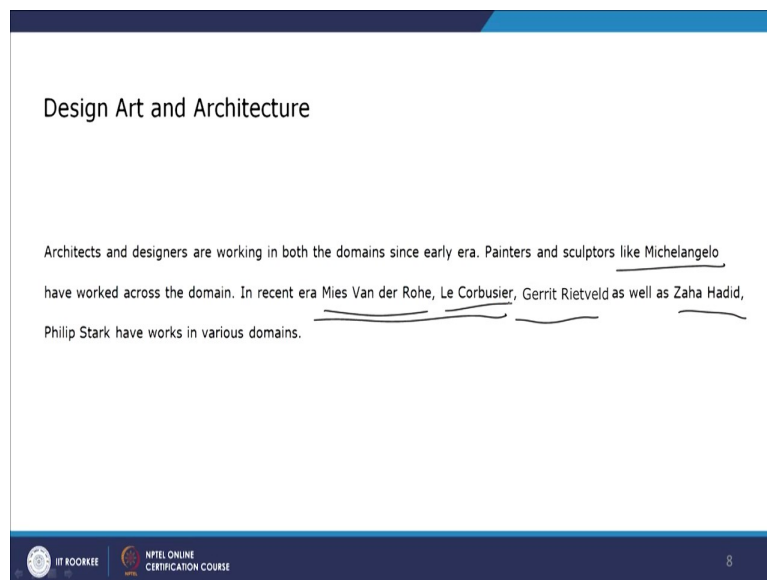 Design Art and Architecture
Architects and designers are working in both the domains since early era. Painters and sculptors like Michelangelo
have worked across the domain. In recent era Mies Van der Rohe, Le Corbusier, Gerrit Rietveld as well as Zaha Hadid,
Philip Stark have works in various domains.
IIT ROORKEE
NPTEL ONLINE
CERTIFICATION COURSE
NPTEL
8